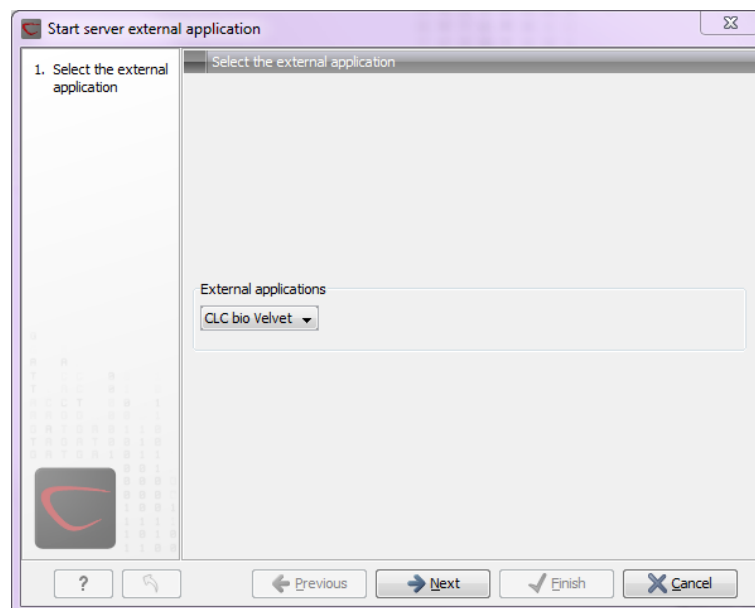 Start server external application
1. Select the external
application
Select the external application
External applications
CLC bio Velvet
?
Previous
Next
Finish
Cancel